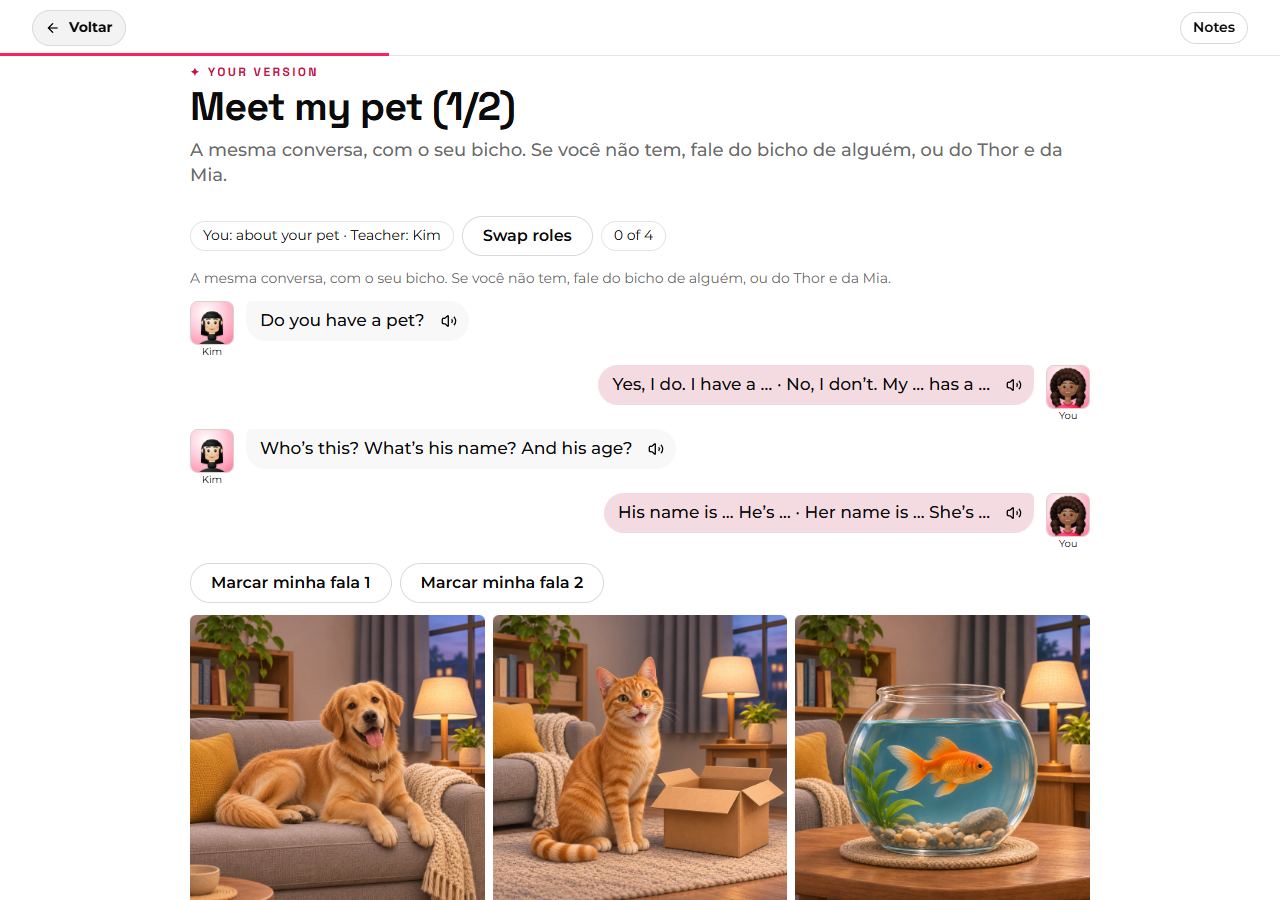 Voltar
Notes
✦ YOUR VERSION
Meet my pet (1/2)
A mesma conversa, com o seu bicho. Se você não tem, fale do bicho de alguém, ou do Thor e da
Mia.
You: about your pet · Teacher: Kim
Swap roles
0 of 4
A mesma conversa, com o seu bicho. Se você não tem, fale do bicho de alguém, ou do Thor e da Mia.
Do you have a pet?
Kim
Yes, I do. I have a ... · No, I don’t. My ... has a ...
You
Who’s this? What’s his name? And his age?
Kim
His name is ... He’s ... · Her name is ... She’s ...
You
Marcar minha fala 1
Marcar minha fala 2